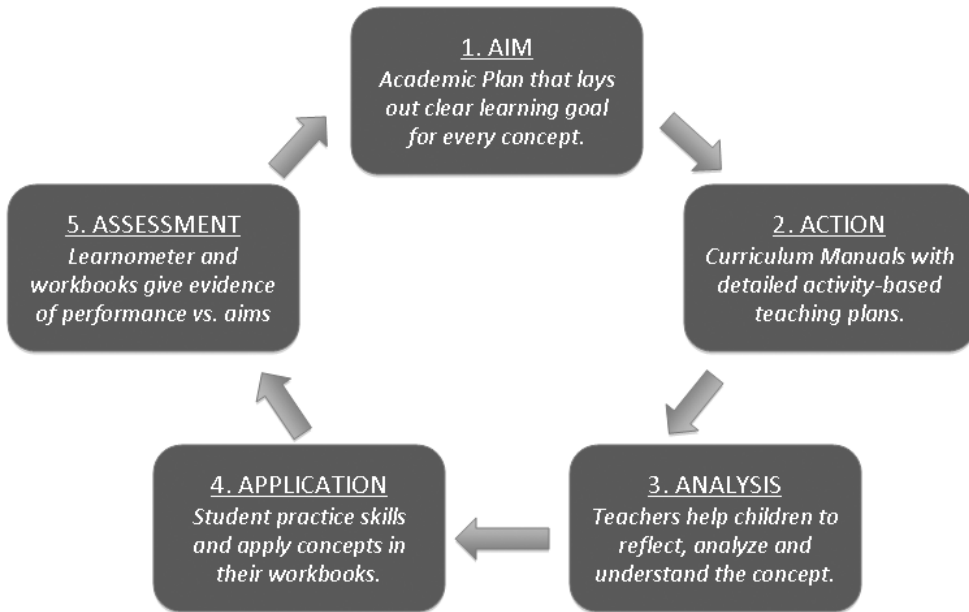 1. AIM
Academic Plan that lays
out clear learning goal
for every concept.
2. ACTION
Curriculum Manuals with
detailed activity-based
teaching plans.
3. ANALYSIS
Teachers help children to
reflect, analyze and
understand the concept.
4. APPLICATION
Student practice skills
and apply concepts in
their workbooks.
5. ASSESSMENT
Learnometer and
workbooks give evidence
of performance vs. aims